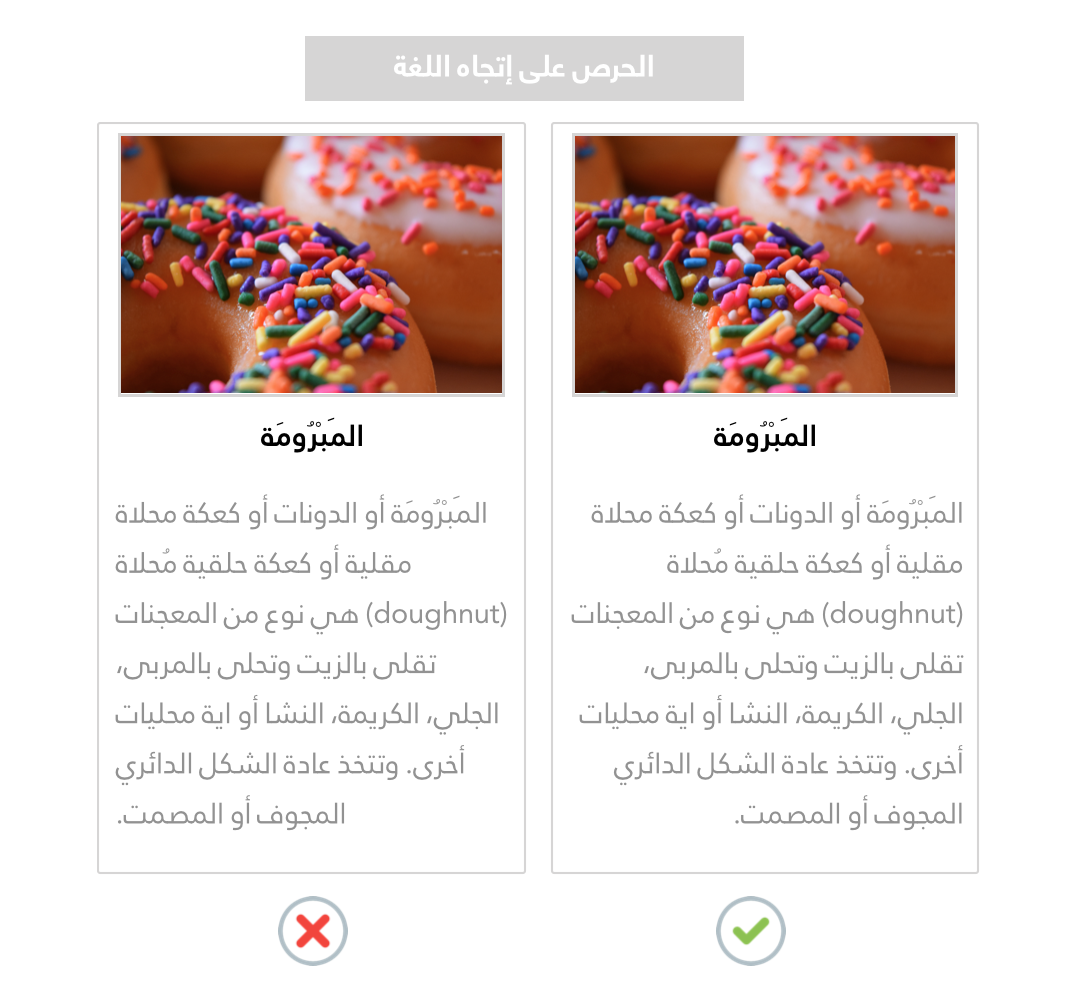 الحرص على إتجاه اللغة
المَبْرُومَة
المَبْرُومَة أو الدونات أو كعكة محلاة
مقلية أو كعكة حلقية مُحلاة
(doughnut) هي نوع من المعجنات
تقلى بالزيت وتحلى بالمربى،
الجلي، الكريمة، النشا أو اية محليات
أخرى. وتتخذ عادة الشكل الدائري
المجوف أو المصمت.
المَبْرُومَة
المَبْرُومَة أو الدونات أو كعكة محلاة
مقلية أو كعكة حلقية مُحلاة
(doughnut) هي نوع من المعجنات
تقلى بالزيت وتحلى بالمربى،
الجلي، الكريمة، النشا أو اية محليات
أخرى. وتتخذ عادة الشكل الدائري
المجوف أو المصمت.